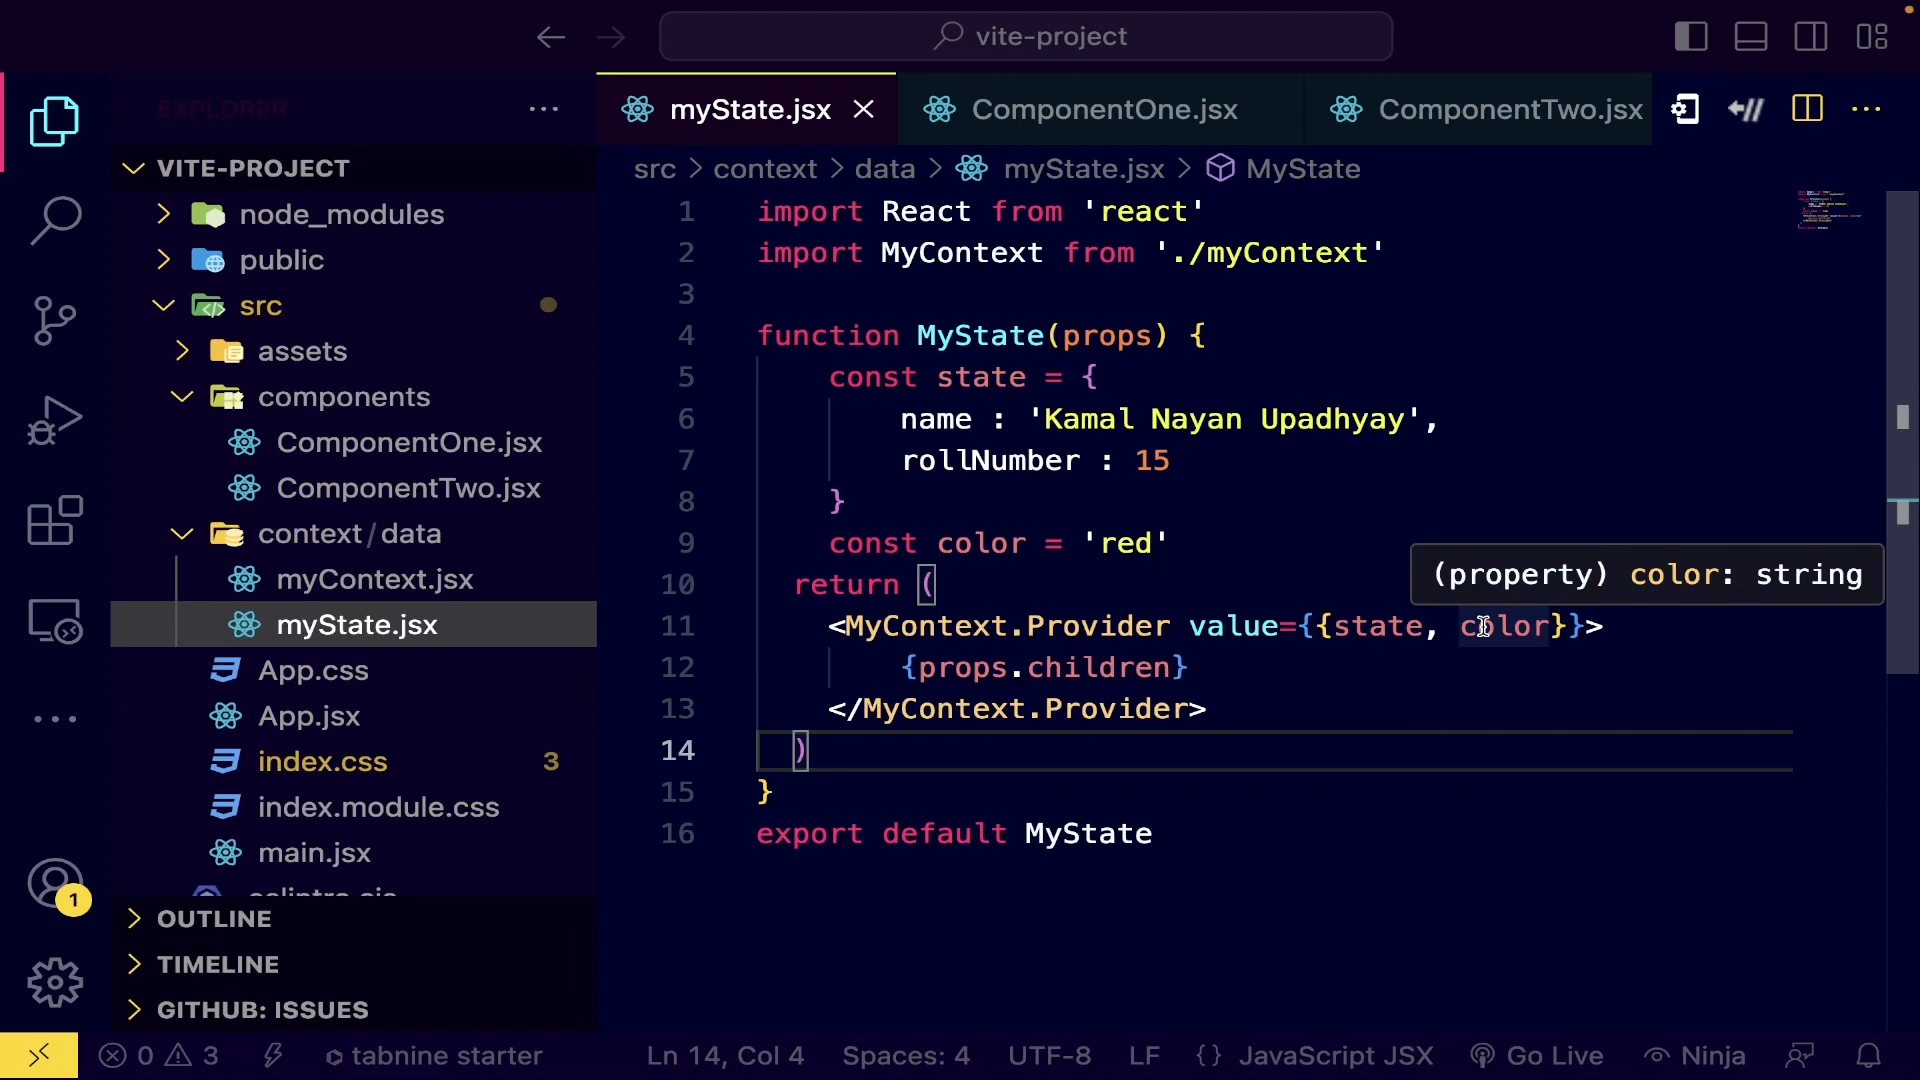 vite-project
EXPLORER
myState.jsx
ComponentOne.jsx
ComponentTwo.jsx
VITE-PROJECT
src > context > data > myState.jsx > MyState
node_modules
public
src
assets
components
ComponentOne.jsx
ComponentTwo.jsx
context/data
myContext.jsx
myState.jsx
App.css
App.jsx
index.css 3
index.module.css
main.jsx
1
OUTLINE
TIMELINE
GITHUB: ISSUES
1 import React from 'react'
2 import MyContext from './myContext'
3
4 function MyState(props) {
5 const state = {
6 name : 'Kamal Nayan Upadhyay',
7 rollNumber : 15
8 }
9 const color = 'red'
10 return (
(property) color: string
11 <MyContext.Provider value={{state, color}}>
12 {props.children}
13 </MyContext.Provider>
14 )
15 }
16 export default MyState
0 3 tabnine starter Ln 14, Col 4 Spaces: 4 UTF-8 LF {} JavaScript JSX Go Live Ninja